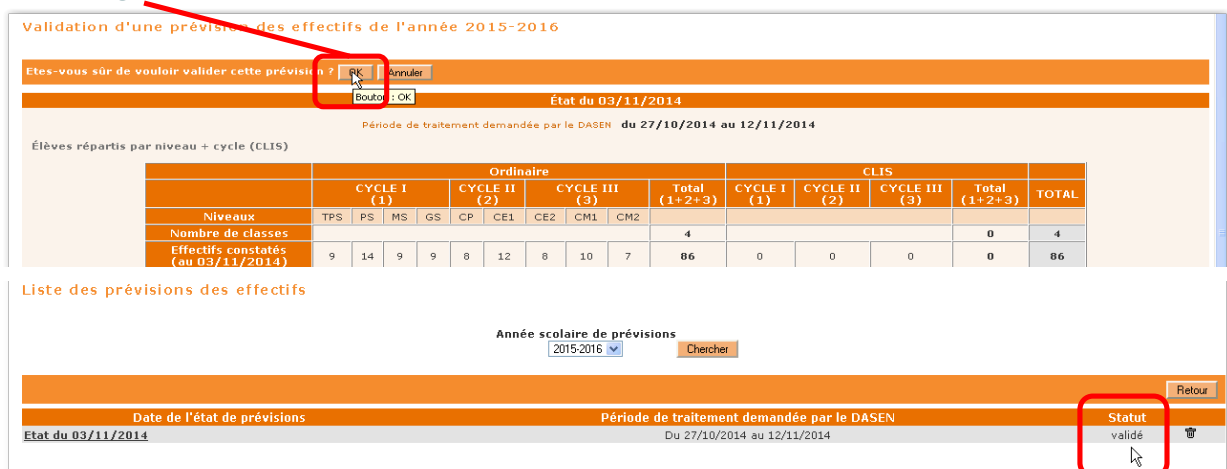 Validation d'une prévision des effectifs de l'année 2015-2016
Etes-vous sûr de vouloir valider cette prévision ? OK Annuler
Bouton : OK
État du 03/11/2014
Période de traitement demandée par le DASEN du 27/10/2014 au 12/11/2014
Élèves répartis par niveau + cycle (CLIS)
Ordinaire CLIS
CYCLE I (1) CYCLE II (2) CYCLE III (3) Total (1+2+3) CYCLE I (1) CYCLE II (2) CYCLE III (3) Total (1+2+3) TOTAL
Niveaux TPS PS MS GS CP CE1 CE2 CM1 CM2
Nombre de classes 4 0 4
Effectifs constatés (au 03/11/2014) 9 14 9 9 8 12 8 10 7 86 0 0 0 0 86
Liste des prévisions des effectifs
Année scolaire de prévisions
2015-2016 Chercher
Retour
Date de l'état de prévisions Période de traitement demandée par le DASEN Statut
Etat du 03/11/2014 Du 27/10/2014 au 12/11/2014 validé